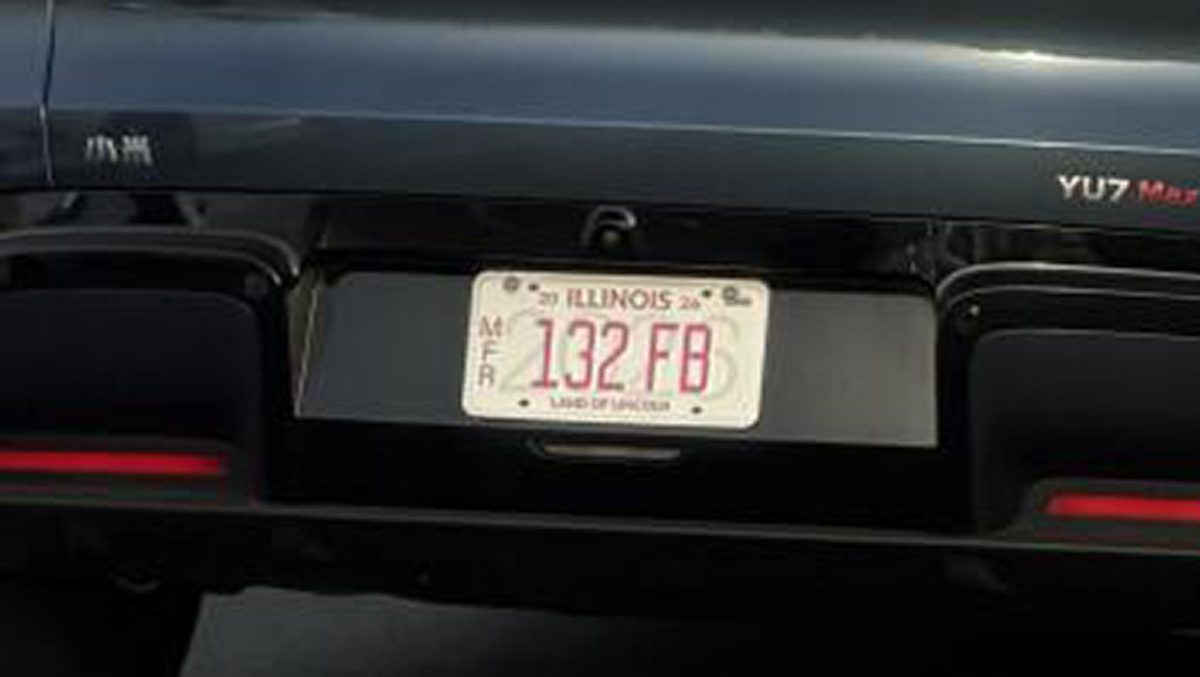 小米
YU7 Max
20 ILLINOIS 26
MFR
132 FB
LAND OF LINCOLN